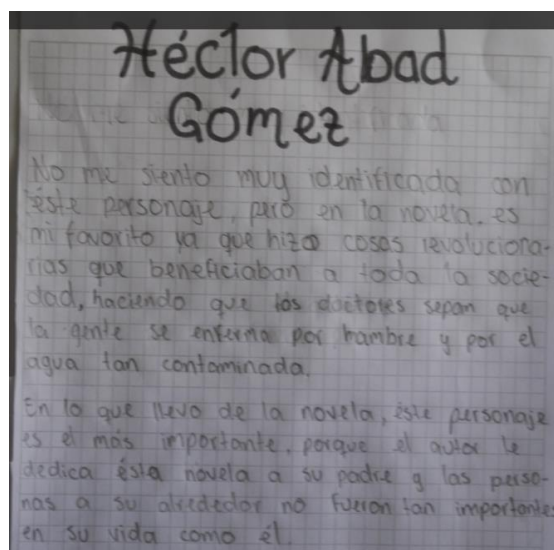 Héctor Abad
Gómez
No me siento muy identificada con
éste personaje, pero en la novela. es
mi favorito ya que hizo cosas revoluciona-
rias que beneficiaban a toda la socie-
dad, haciendo que los doctores sepan que
la gente se enferma por hambre y por el
agua tan contaminada.
En lo que llevo de la novela, éste personaje
es el más importante, porque el autor le
dedica ésta novela a su padre y las perso-
nas a su alrededor no fueron tan importantes
en su vida como él.